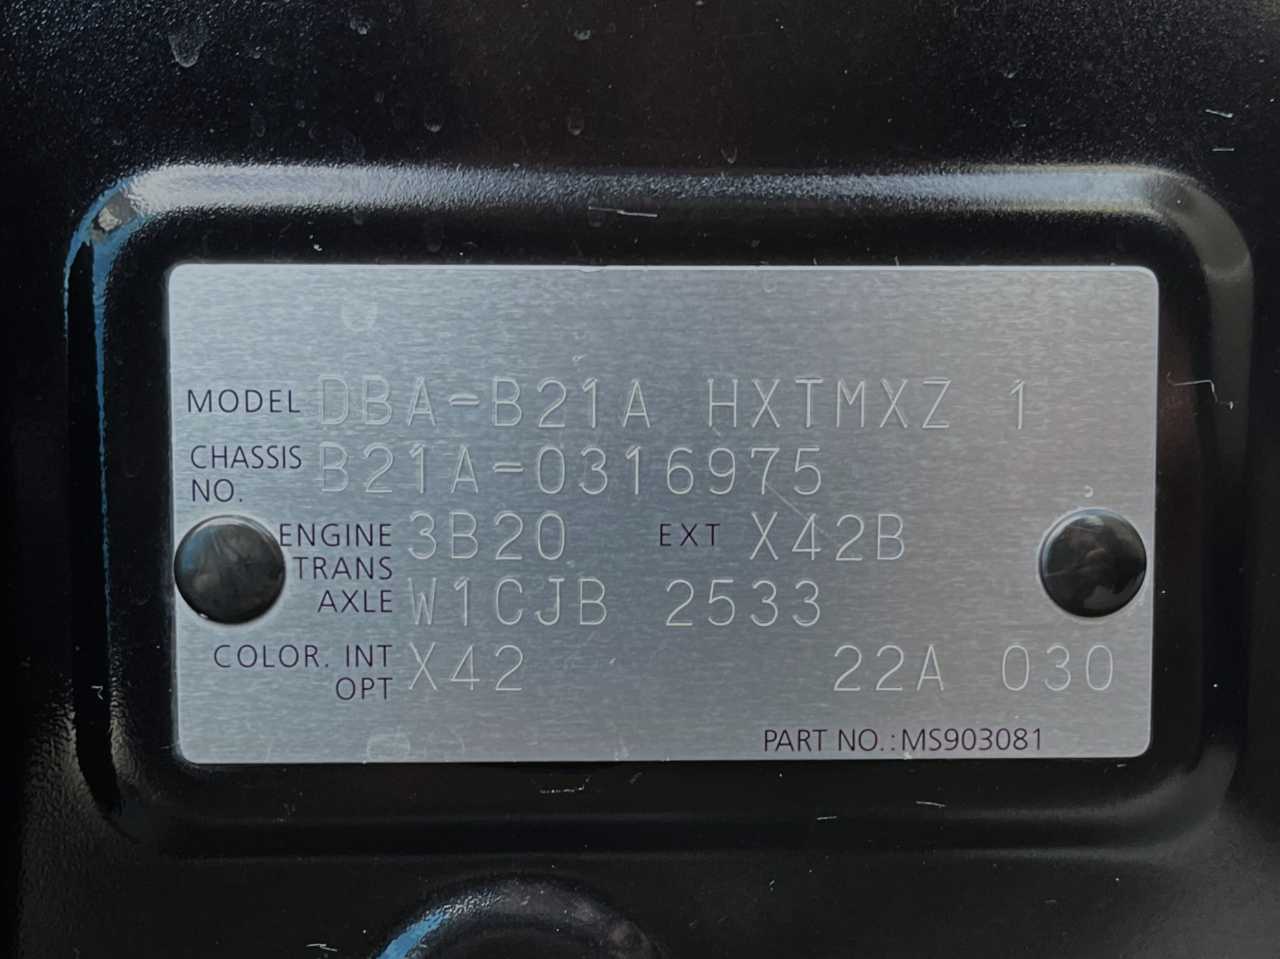 MODEL DBA-B21A HXTMXZ 1
CHASSIS NO. B21A-0316975
ENGINE 3B20 EXT X42B
TRANS AXLE W1CJB 2533
COLOR. INT OPT X42 22A 030
PART NO.:MS903081